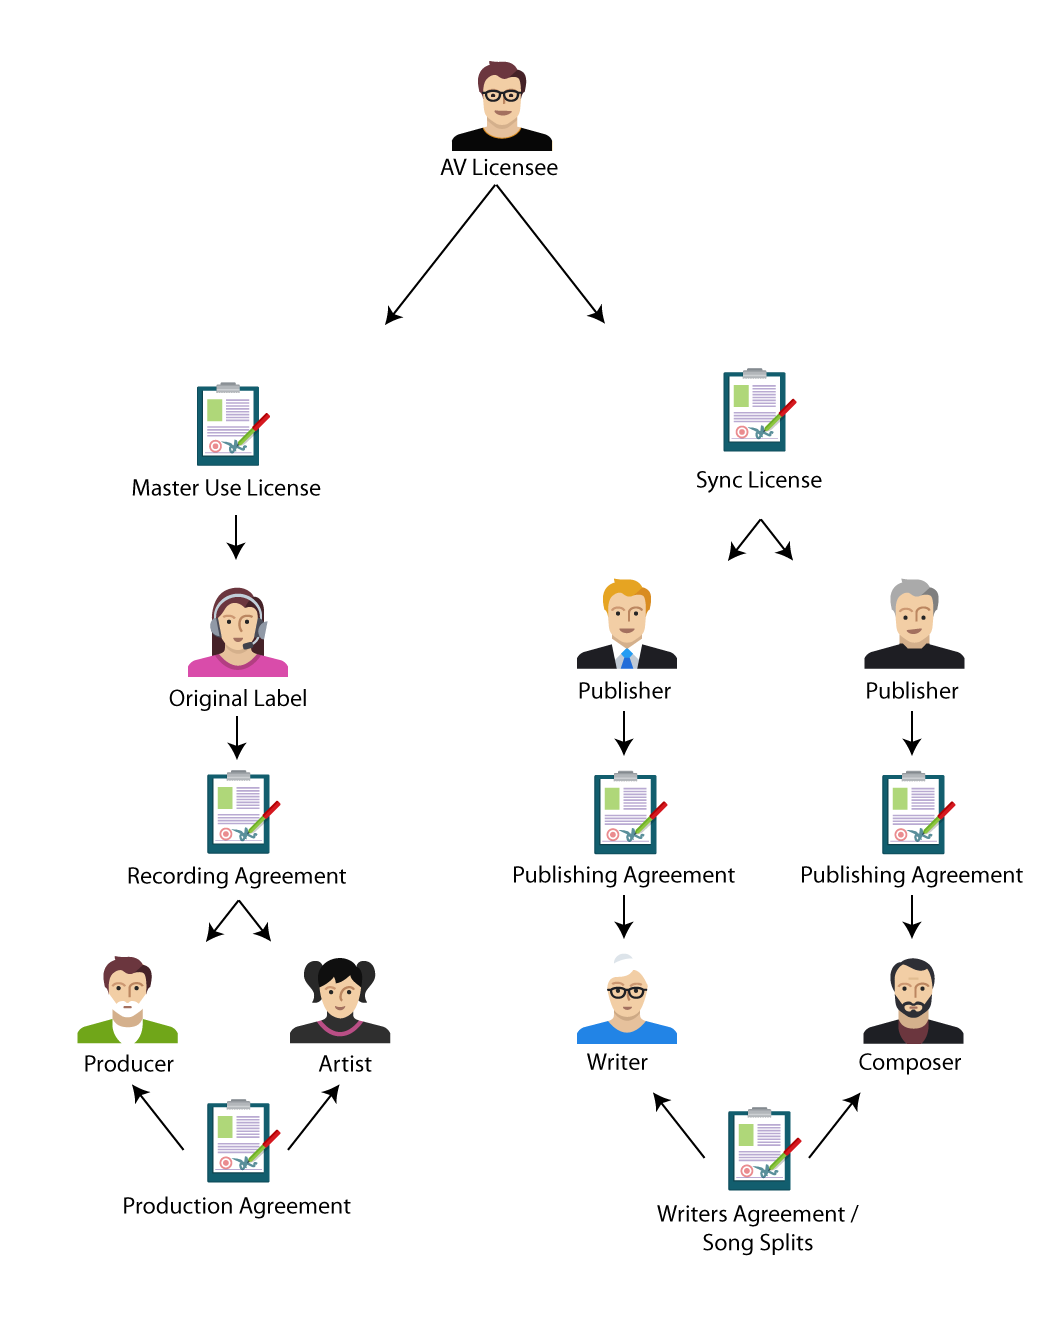 AV Licensee
Master Use License
Sync License
Original Label
Publisher
Publisher
Recording Agreement
Publishing Agreement
Publishing Agreement
Producer
Artist
Writer
Composer
Production Agreement
Writers Agreement /
Song Splits